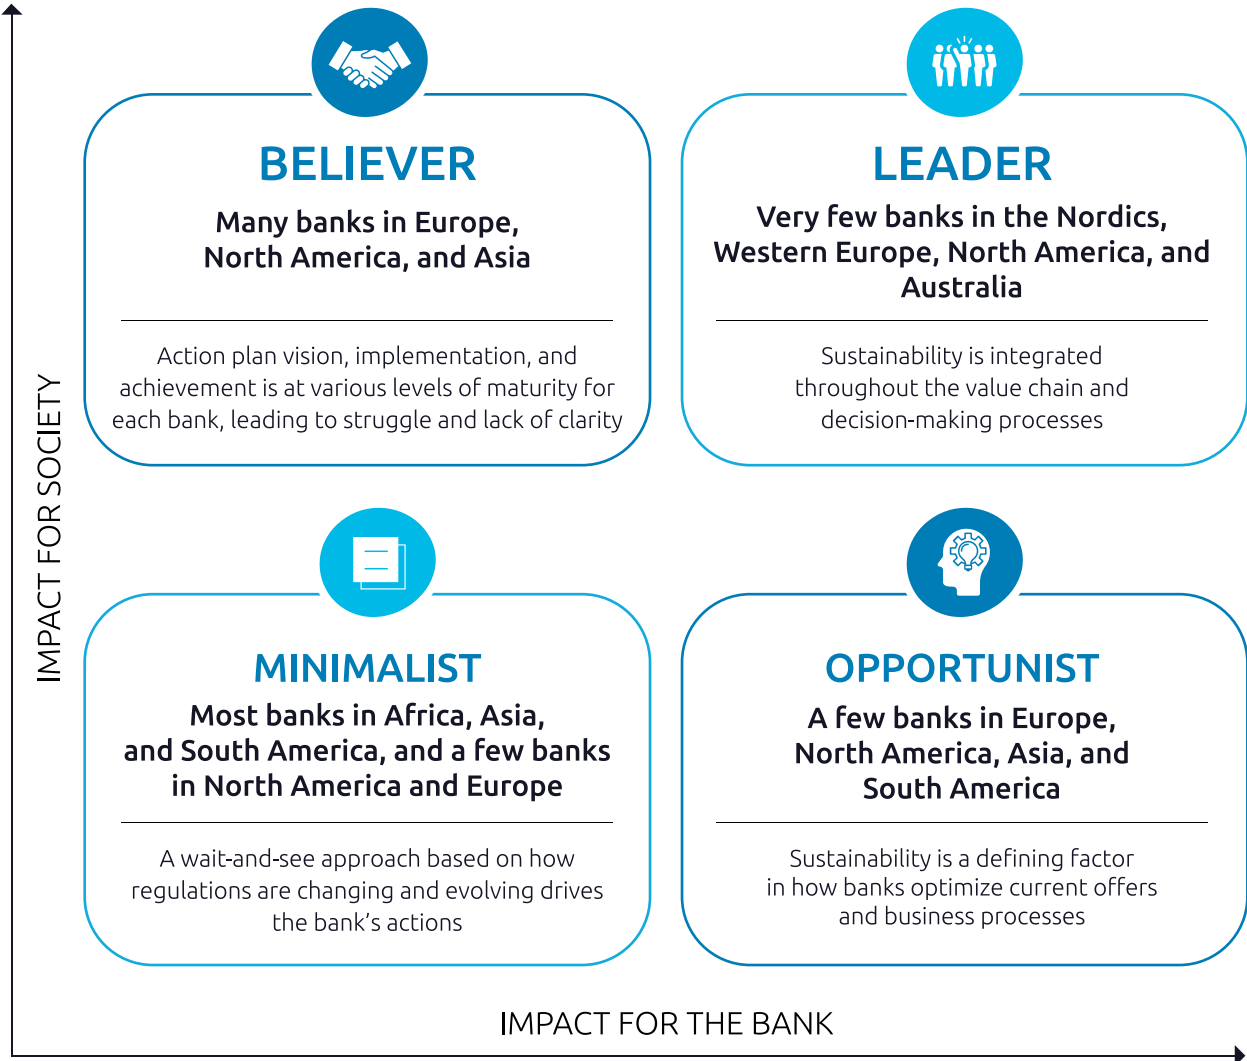 BELIEVER
Many banks in Europe,
North America, and Asia
Action plan vision, implementation, and
achievement is at various levels of maturity for
each bank, leading to struggle and lack of clarity
LEADER
Very few banks in the Nordics,
Western Europe, North America, and
Australia
Sustainability is integrated
throughout the value chain and
decision-making processes
IMPACT FOR SOCIETY
MINIMALIST
Most banks in Africa, Asia,
and South America, and a few banks
in North America and Europe
A wait-and-see approach based on how
regulations are changing and evolving drives
the bank’s actions
OPPORTUNIST
A few banks in Europe,
North America, Asia, and
South America
Sustainability is a defining factor
in how banks optimize current offers
and business processes
IMPACT FOR THE BANK